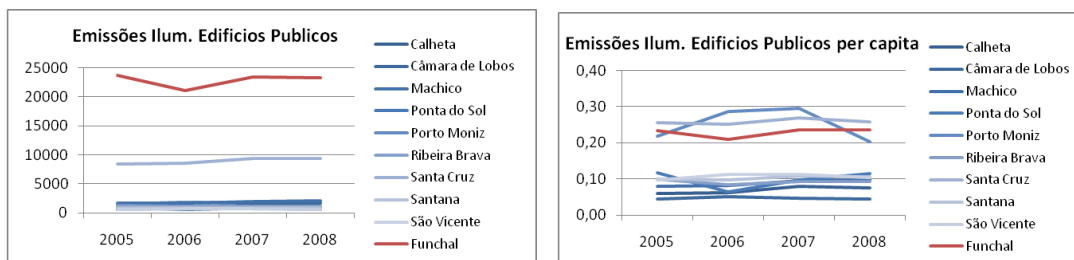 Emissões Ilum. Edificios Publicos
25000
20000
15000
10000
5000
0
2005 2006 2007 2008
Calheta
Câmara de Lobos
Machico
Ponta do Sol
Porto Moniz
Ribeira Brava
Santa Cruz
Santana
São Vicente
Funchal
Emissões Ilum. Edificios Publicos per capita
0,40
0,30
0,20
0,10
0,00
2005 2006 2007 2008
Calheta
Câmara de Lobos
Machico
Ponta do Sol
Porto Moniz
Ribeira Brava
Santa Cruz
Santana
São Vicente
Funchal